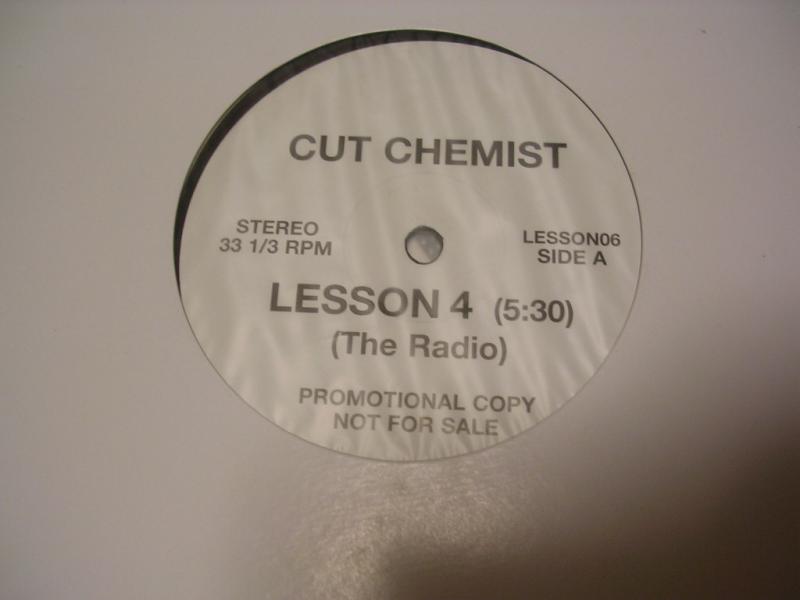 CUT CHEMIST
STEREO
33 1/3 RPM
LESSON06
SIDE A
LESSON 4 (5:30)
(The Radio)
PROMOTIONAL COPY
NOT FOR SALE